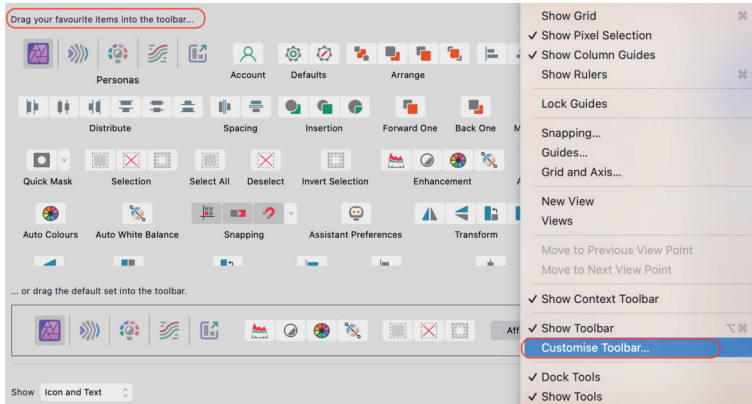 Drag your favourite items into the toolbar...
Personas
Account
Defaults
Arrange
Distribute
Spacing
Insertion
Forward One
Back One
Quick Mask
Selection
Select All
Deselect
Invert Selection
Enhancement
Auto Colours
Auto White Balance
Snapping
Assistant Preferences
Transform
... or drag the default set into the toolbar.
Show Icon and Text
Show Grid ⌘
✓ Show Pixel Selection
✓ Show Column Guides
Show Rulers ⌘
Lock Guides
Snapping...
Guides...
Grid and Axis...
New View
Views
Move to Previous View Point
Move to Next View Point
✓ Show Context Toolbar
✓ Show Toolbar ⌥⌘
Customise Toolbar...
✓ Dock Tools
✓ Show Tools